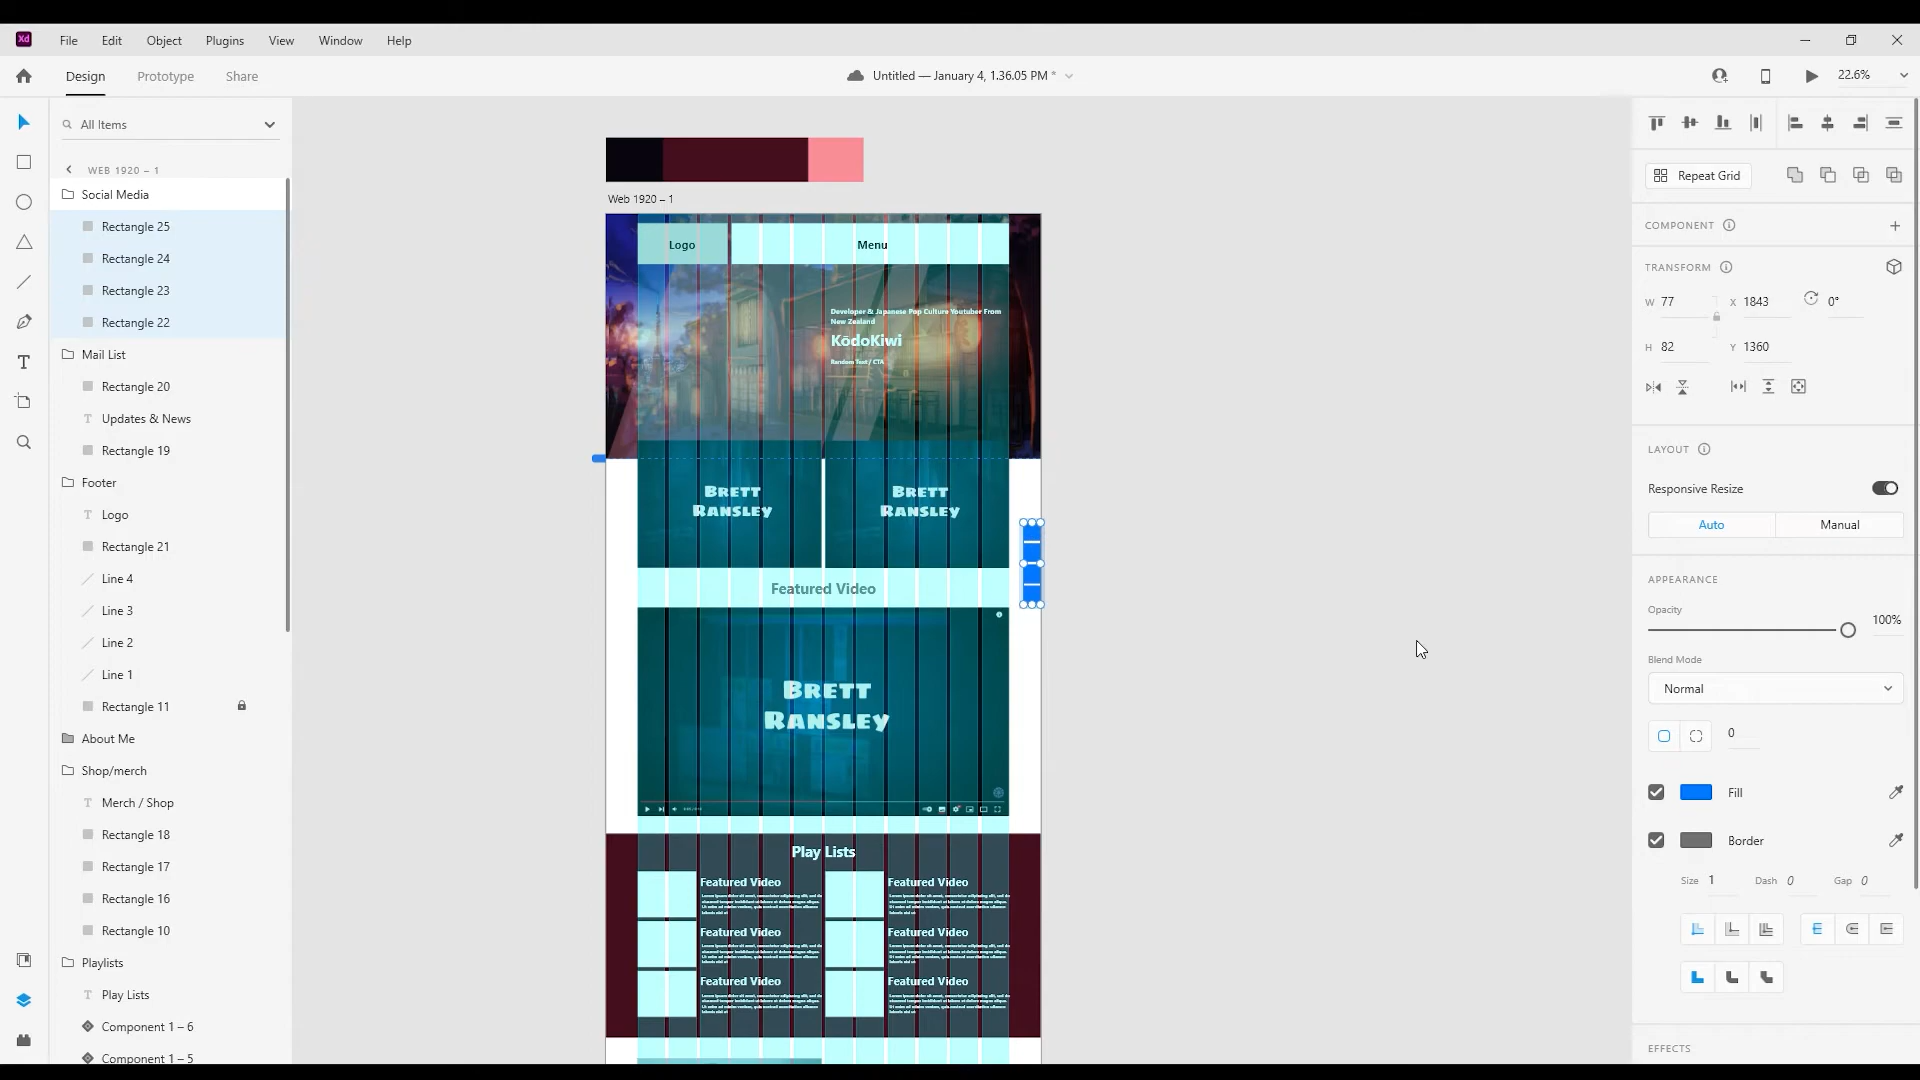 Xd
File Edit Object Plugins View Window Help
Design Prototype Share
Untitled — January 4, 1.36.05 PM *
22.6%
All Items
WEB 1920 – 1
Social Media
Rectangle 25
Rectangle 24
Rectangle 23
Rectangle 22
Mail List
Rectangle 20
Updates & News
Rectangle 19
Footer
Logo
Rectangle 21
Line 4
Line 3
Line 2
Line 1
Rectangle 11
About Me
Shop/merch
Merch / Shop
Rectangle 18
Rectangle 17
Rectangle 16
Rectangle 10
Playlists
Play Lists
Component 1 – 6
Component 1 – 5
Web 1920 – 1
Logo
Menu
Developer & Japanese Pop Culture Youtuber From
New Zealand
KōdoKiwi
Random Text / CTA
Brett
Ransley
Brett
Ransley
Featured Video
Brett
Ransley
Play Lists
Featured Video
Featured Video
Featured Video
Featured Video
Featured Video
Featured Video
Repeat Grid
COMPONENT
TRANSFORM
W 77 X 1843 0°
H 82 Y 1360
LAYOUT
Responsive Resize
Auto Manual
APPEARANCE
Opacity
100%
Blend Mode
Normal
0
Fill
Border
Size 1 Dash 0 Gap 0
EFFECTS